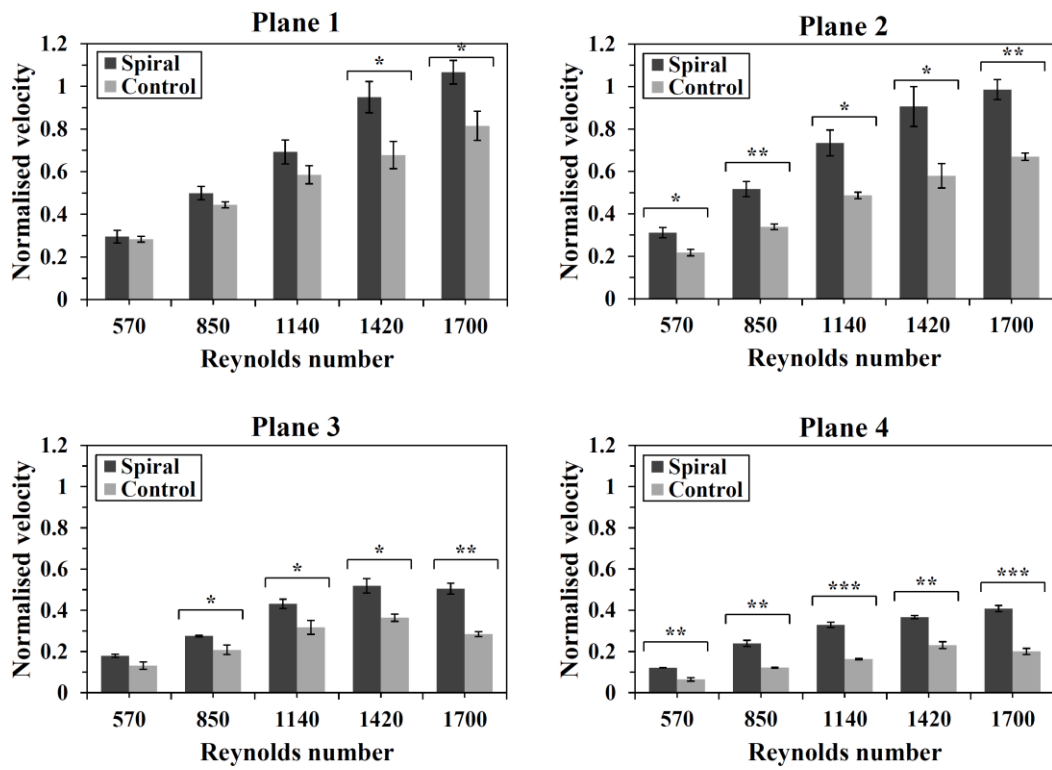 Plane 1
Normalised velocity
1.2
1
0.8
0.6
0.4
0.2
0
Spiral
Control
* *
570 850 1140 1420 1700
Reynolds number
Plane 2
Normalised velocity
1.2
1
0.8
0.6
0.4
0.2
0
Spiral
Control
* ** * * **
570 850 1140 1420 1700
Reynolds number
Plane 3
Normalised velocity
1.2
1
0.8
0.6
0.4
0.2
0
Spiral
Control
* * * **
570 850 1140 1420 1700
Reynolds number
Plane 4
Normalised velocity
1.2
1
0.8
0.6
0.4
0.2
0
Spiral
Control
** ** *** ** ***
570 850 1140 1420 1700
Reynolds number